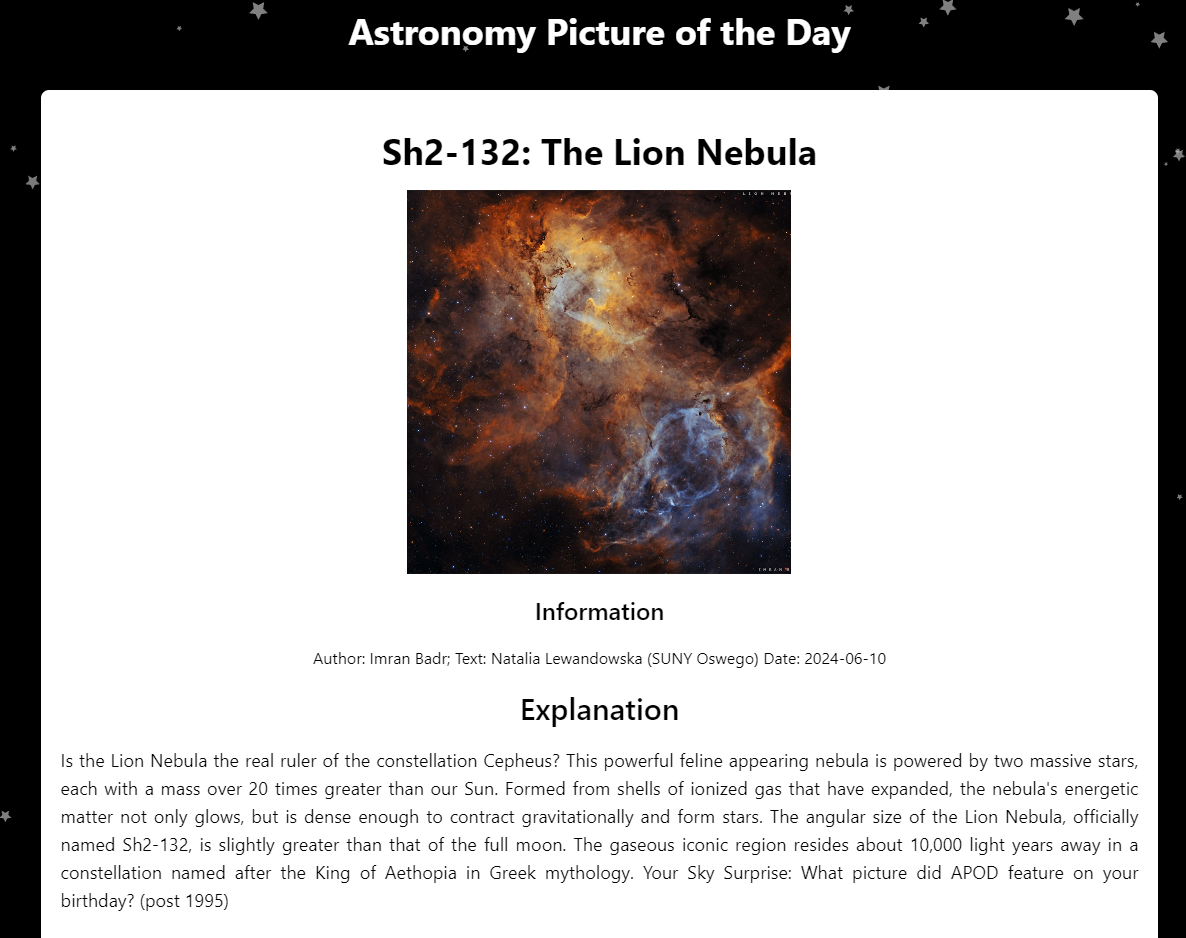 Astronomy Picture of the Day
Sh2-132: The Lion Nebula
Information
Author: Imran Badr; Text: Natalia Lewandowska (SUNY Oswego) Date: 2024-06-10
Explanation
Is the Lion Nebula the real ruler of the constellation Cepheus? This powerful feline appearing nebula is powered by two massive stars,
each with a mass over 20 times greater than our Sun. Formed from shells of ionized gas that have expanded, the nebula's energetic
matter not only glows, but is dense enough to contract gravitationally and form stars. The angular size of the Lion Nebula, officially
named Sh2-132, is slightly greater than that of the full moon. The gaseous iconic region resides about 10,000 light years away in a
constellation named after the King of Aethopia in Greek mythology. Your Sky Surprise: What picture did APOD feature on your
birthday? (post 1995)